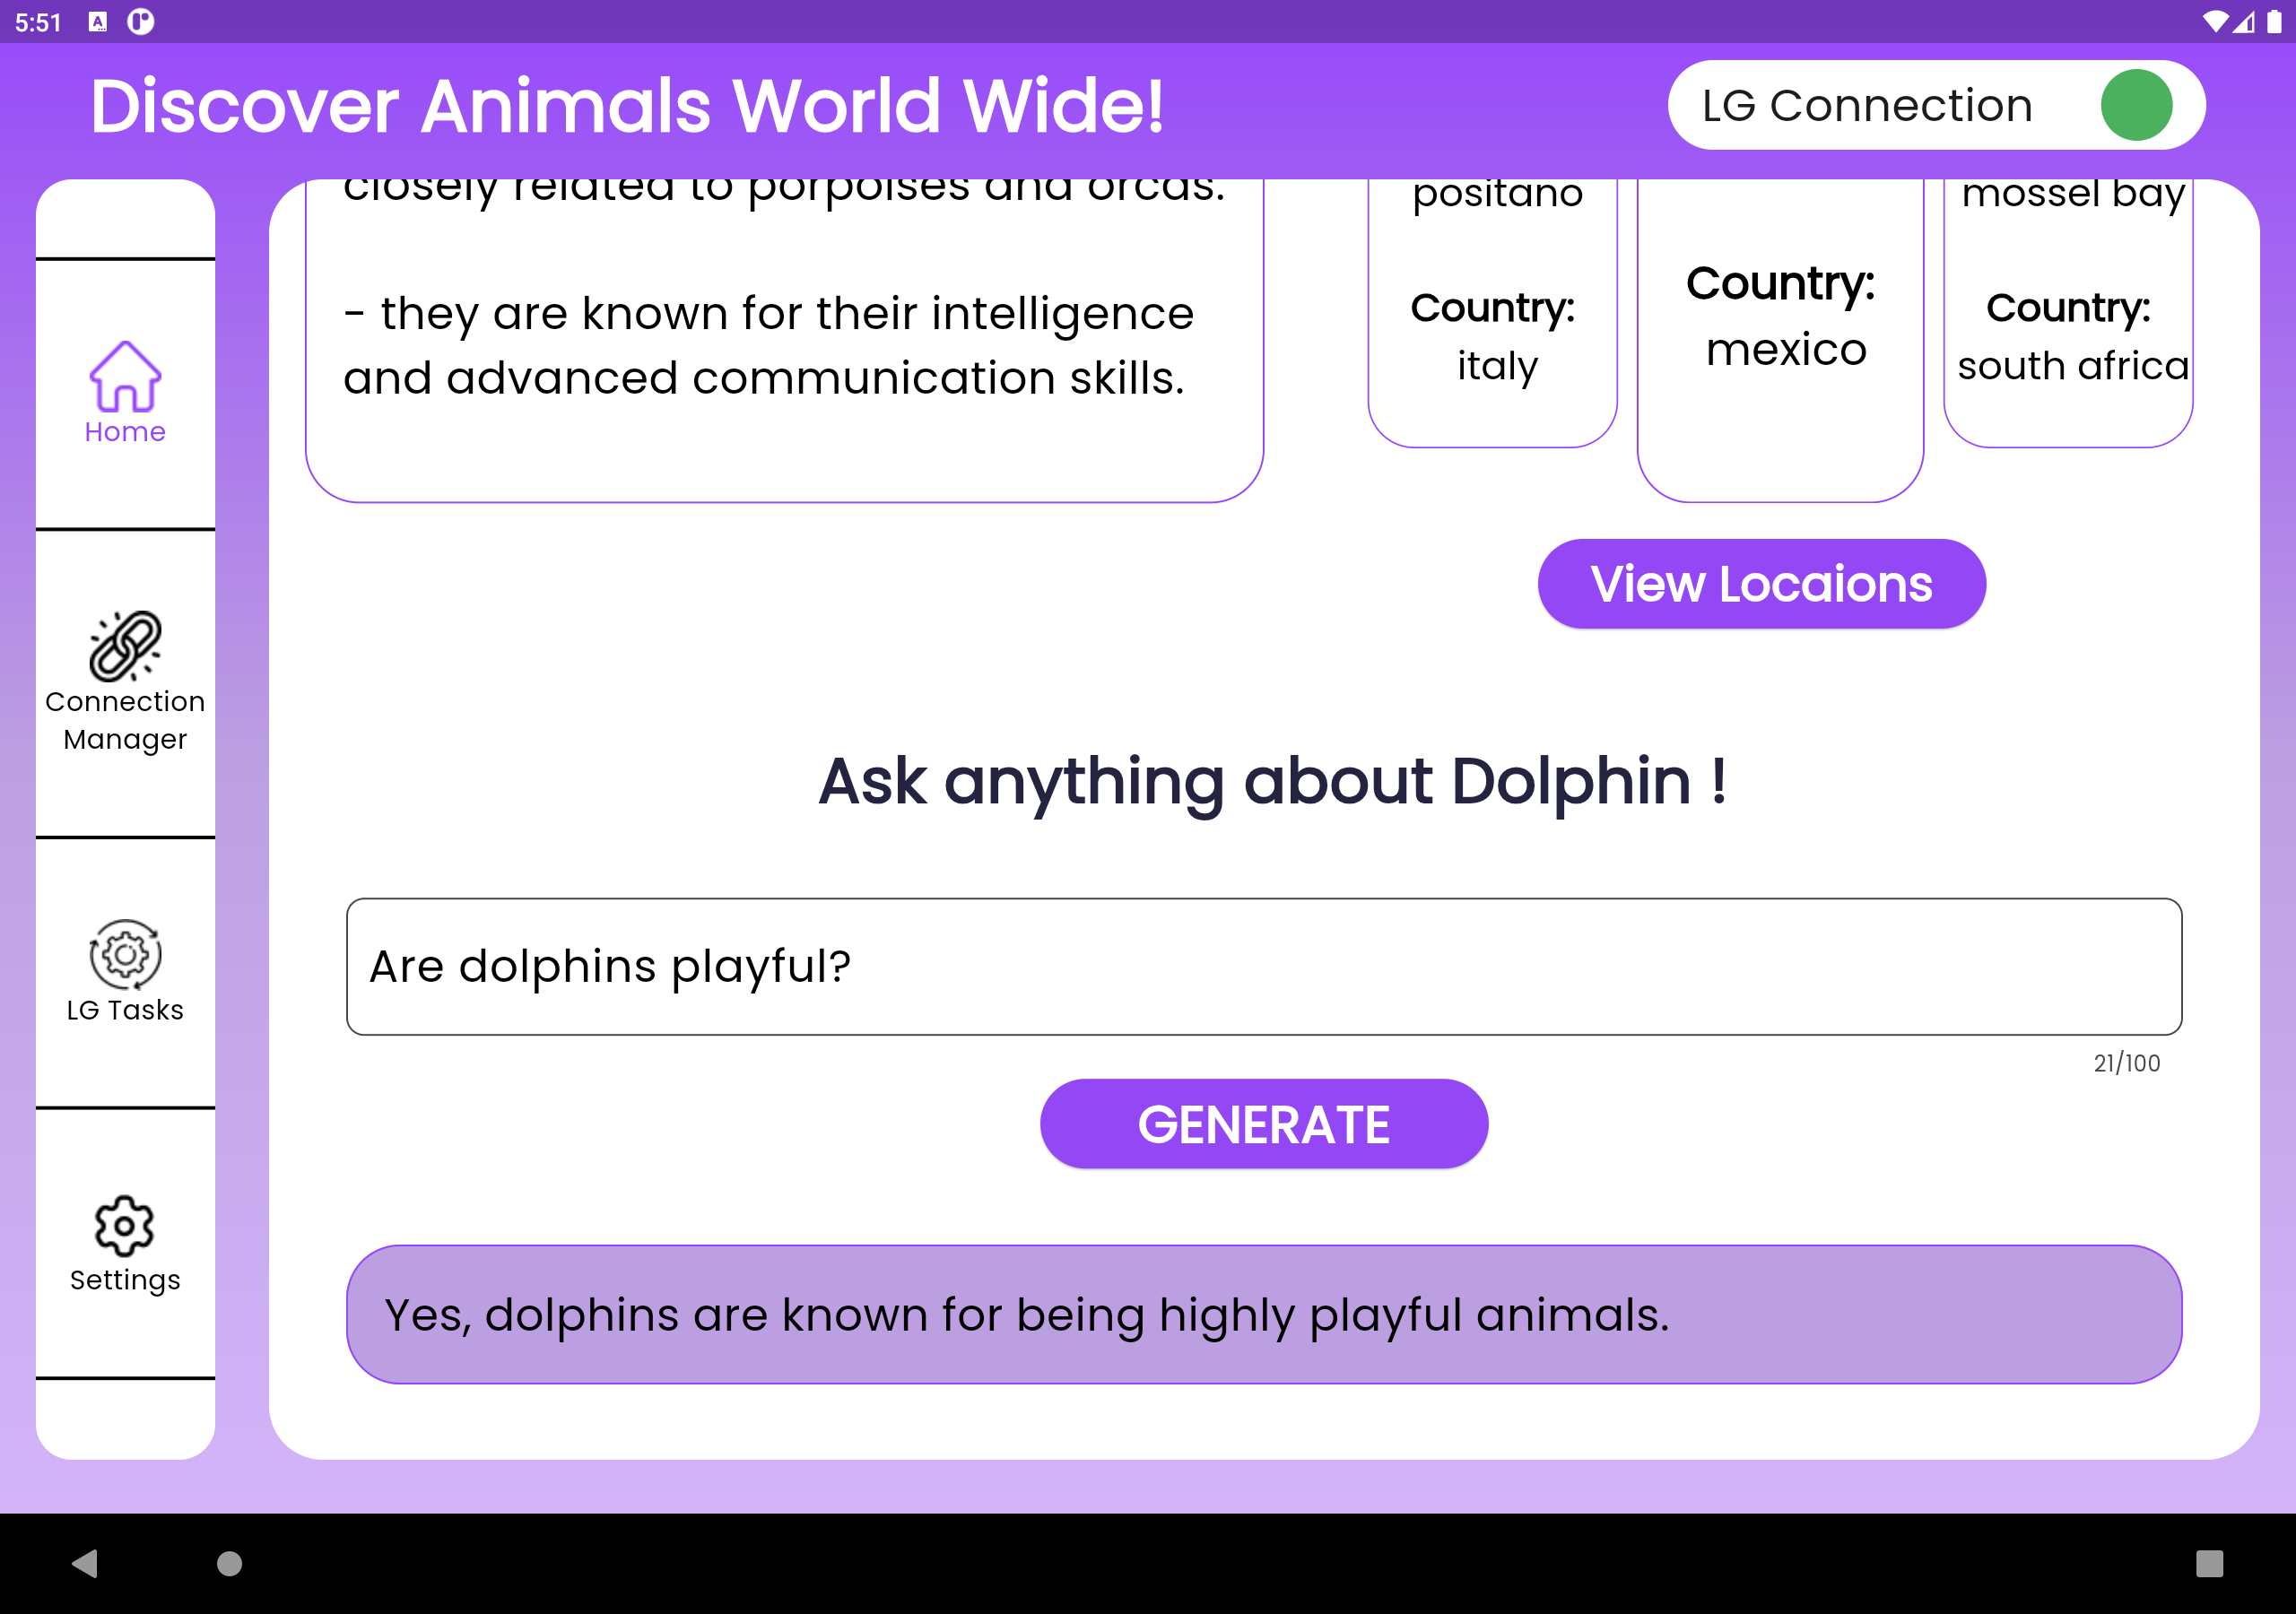 5:51
Discover Animals World Wide!
LG Connection
closely related to porpoises and orcas.
- they are known for their intelligence
and advanced communication skills.
positano
Country:
italy
Country:
mexico
mossel bay
Country:
south africa
View Locaions
Home
Connection
Manager
LG Tasks
Settings
Ask anything about Dolphin !
Are dolphins playful?
21/100
GENERATE
Yes, dolphins are known for being highly playful animals.